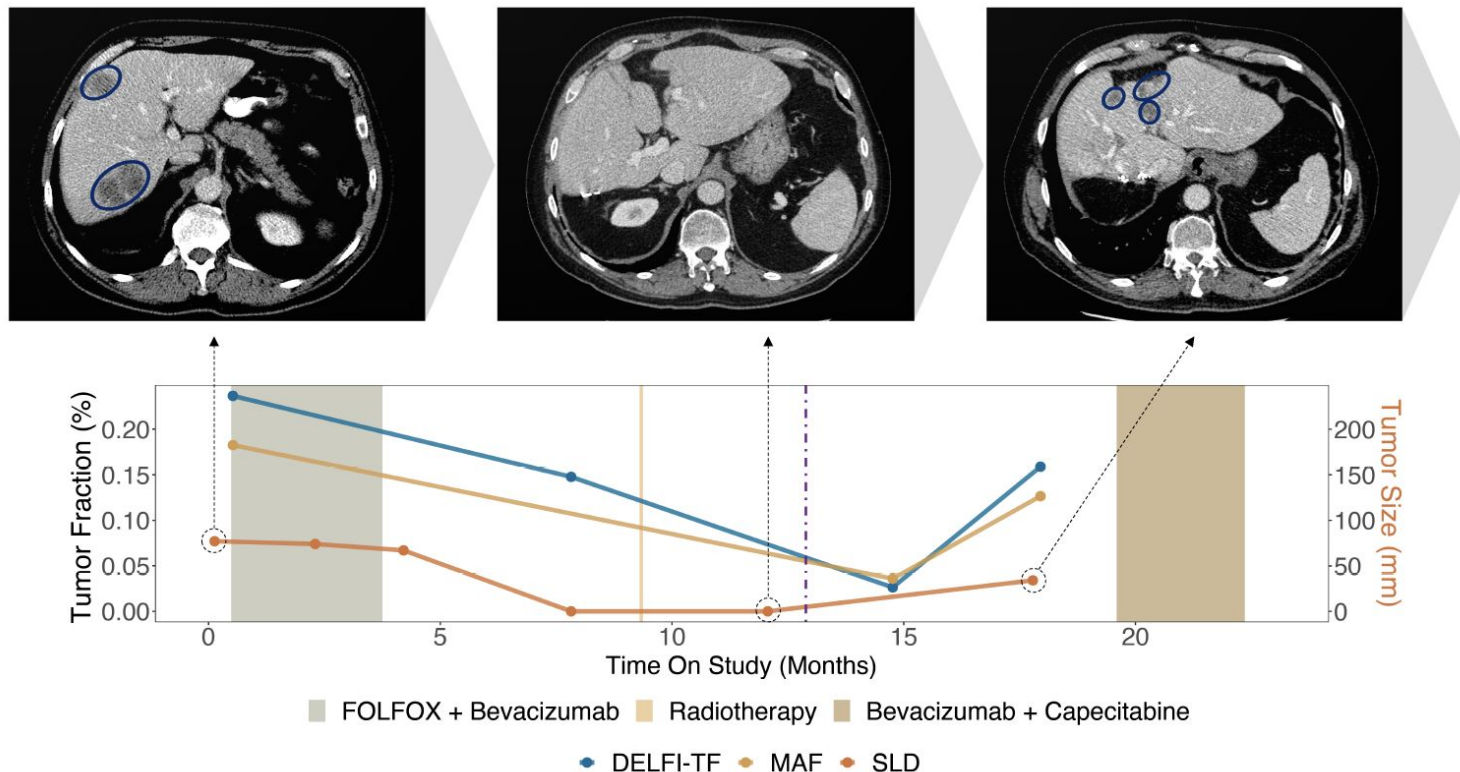 Tumor Fraction (%)
0.20
0.15
0.10
0.05
0.00
200
150
100
50
0
Tumor Size (mm)
0 5 10 15 20
Time On Study (Months)
FOLFOX + Bevacizumab Radiotherapy Bevacizumab + Capecitabine
DELFI-TF MAF SLD